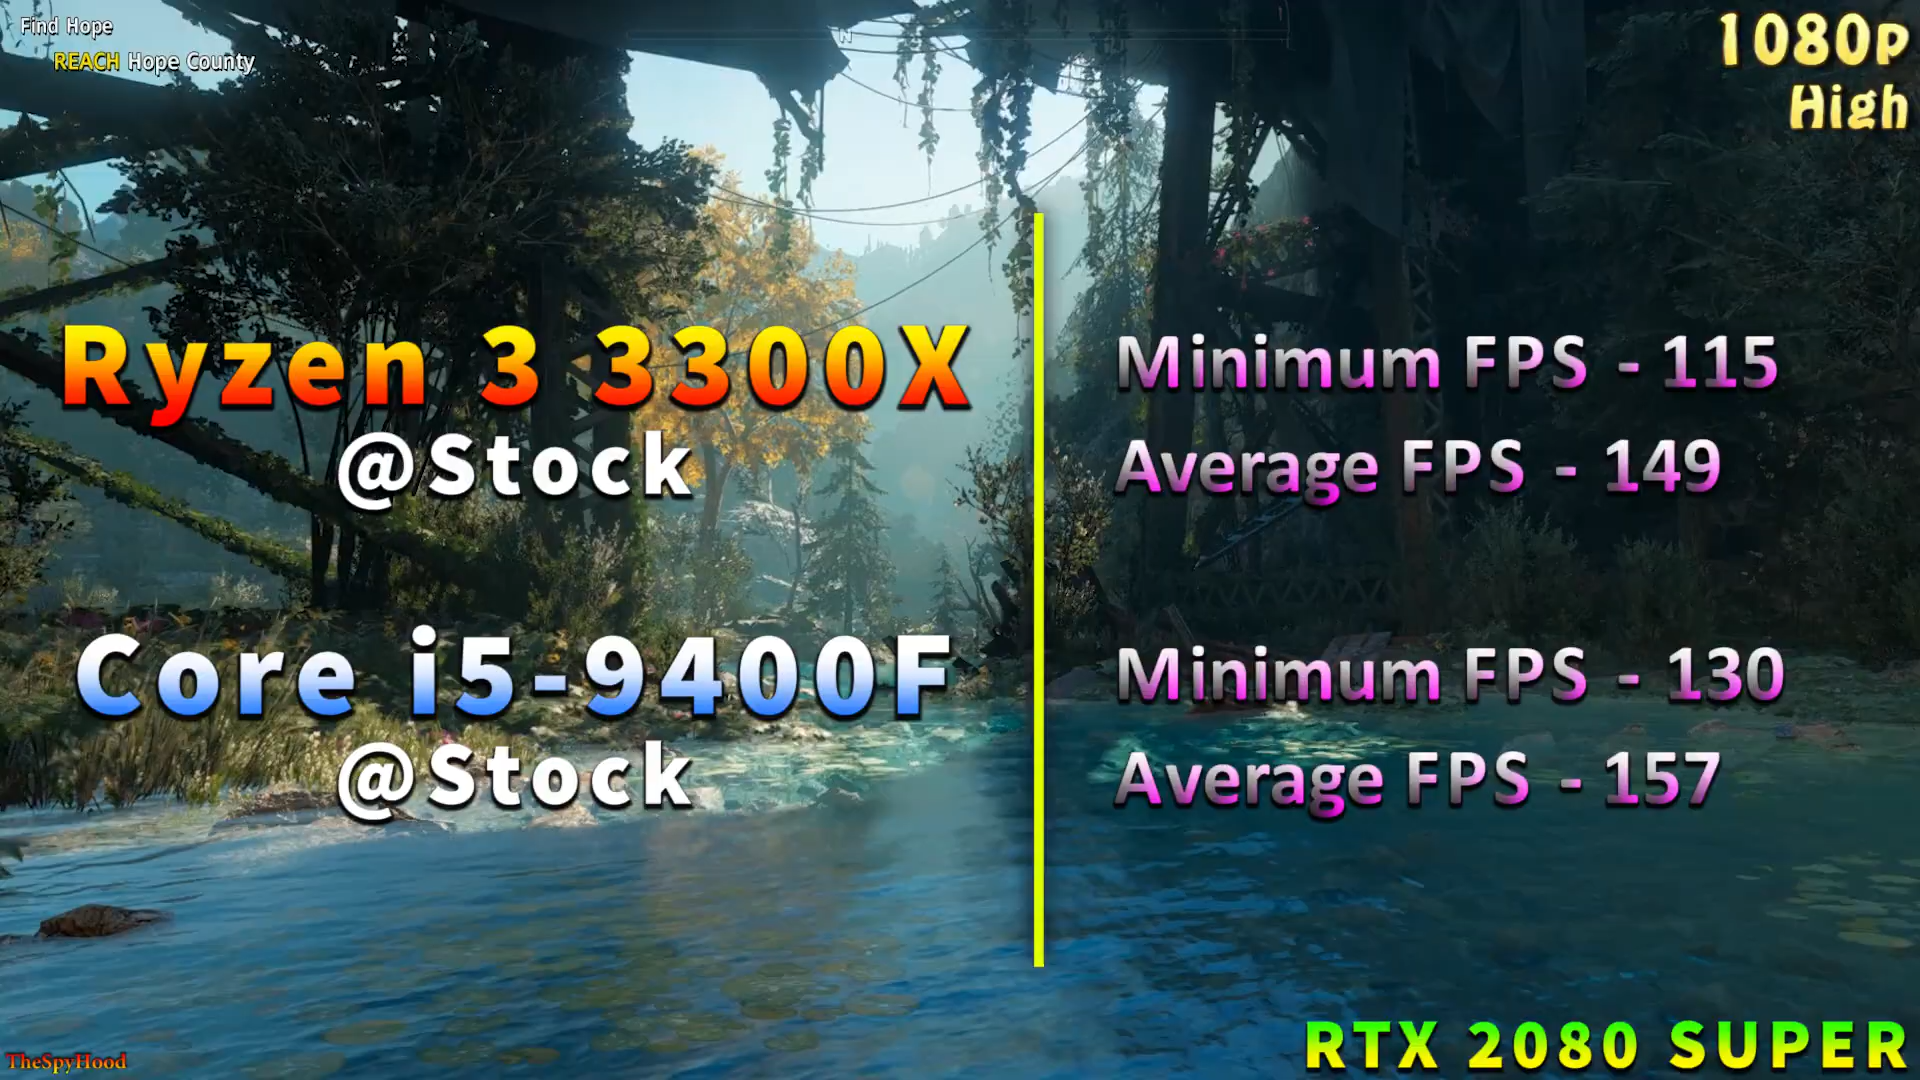 Find Hope
REACH Hope County
N
1080p
High
Ryzen 3 3300X
@Stock
Minimum FPS - 115
Average FPS - 149
Core i5-9400F
@Stock
Minimum FPS - 130
Average FPS - 157
TheSpyHood
RTX 2080 SUPER